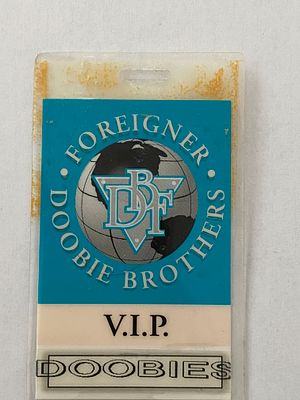 • FOREIGNER •
DOOBIE BROTHERS
DBF
V.I.P.
DOOBIES